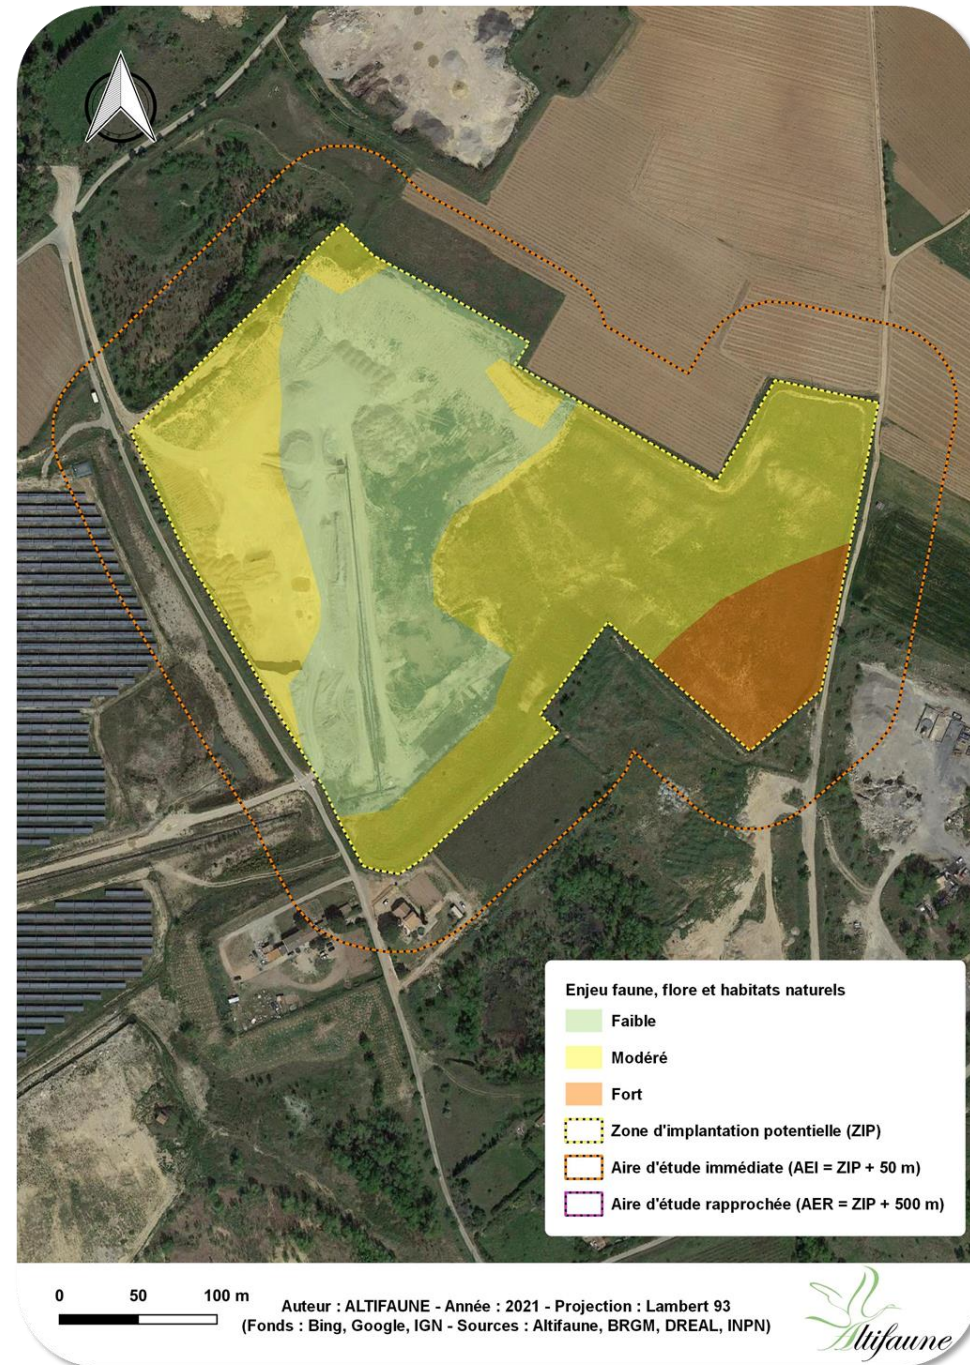 Enjeu faune, flore et habitats naturels
Faible
Modéré
Fort
Zone d'implantation potentielle (ZIP)
Aire d'étude immédiate (AEI = ZIP + 50 m)
Aire d'étude rapprochée (AER = ZIP + 500 m)
0 50 100 m
Auteur : ALTIFAUNE - Année : 2021 - Projection : Lambert 93
(Fonds : Bing, Google, IGN - Sources : Altifaune, BRGM, DREAL, INPN)
Altifaune